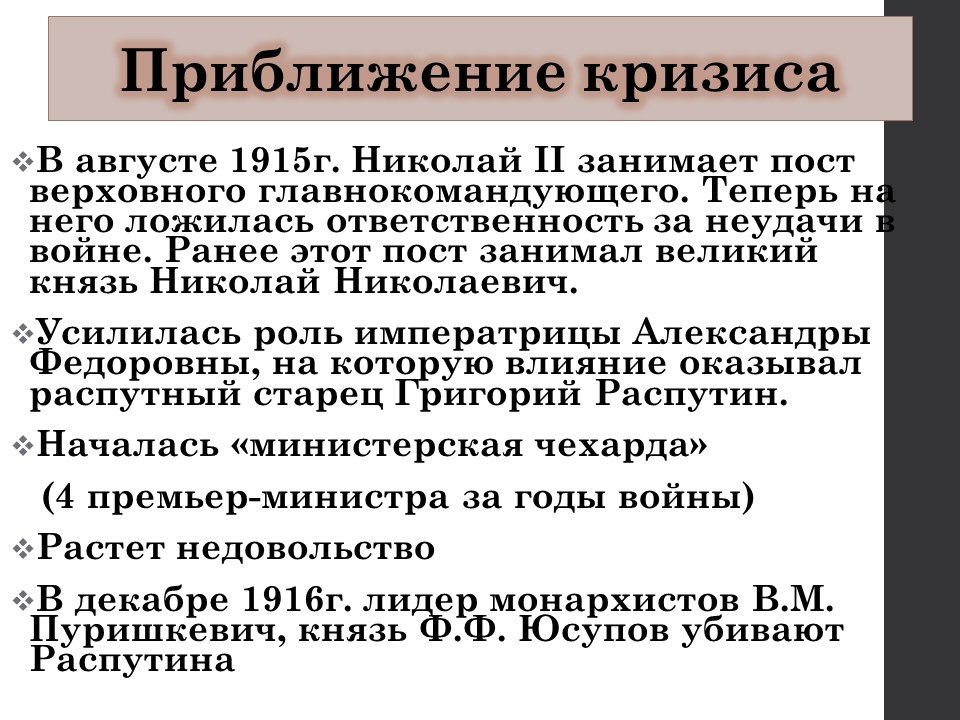 Приближение кризиса
❖В августе 1915г. Николай II занимает пост
верховного главнокомандующего. Теперь на
него ложилась ответственность за неудачи в
войне. Ранее этот пост занимал великий
князь Николай Николаевич.
❖Усилилась роль императрицы Александры
Федоровны, на которую влияние оказывал
распутный старец Григорий Распутин.
❖Началась «министерская чехарда»
(4 премьер-министра за годы войны)
❖Растет недовольство
❖В декабре 1916г. лидер монархистов В.М.
Пуришкевич, князь Ф.Ф. Юсупов убивают
Распутина